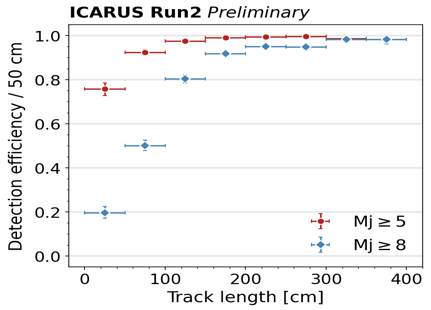 ICARUS Run2 Preliminary
Detection efficiency / 50 cm
1.0
0.8
0.6
0.4
0.2
0.0
Mj ≥ 5
Mj ≥ 8
0 100 200 300 400
Track length [cm]